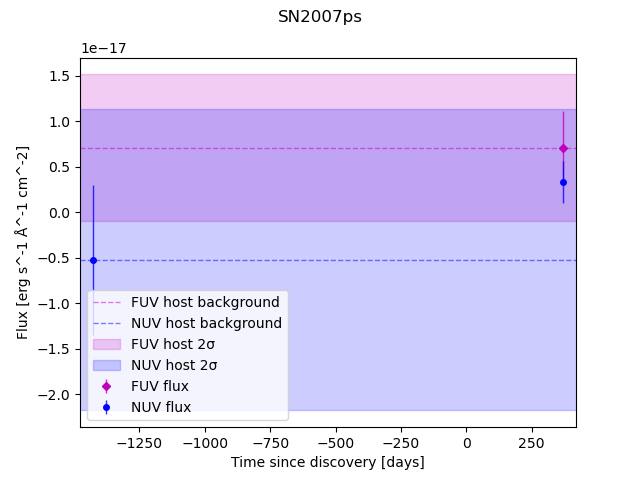 SN2007ps
1e−17
1.5
1.0
0.5
0.0
−0.5
−1.0
−1.5
−2.0
Flux [erg s^-1 Å^-1 cm^-2]
FUV host background
NUV host background
FUV host 2σ
NUV host 2σ
FUV flux
NUV flux
−1250 −1000 −750 −500 −250 0 250
Time since discovery [days]